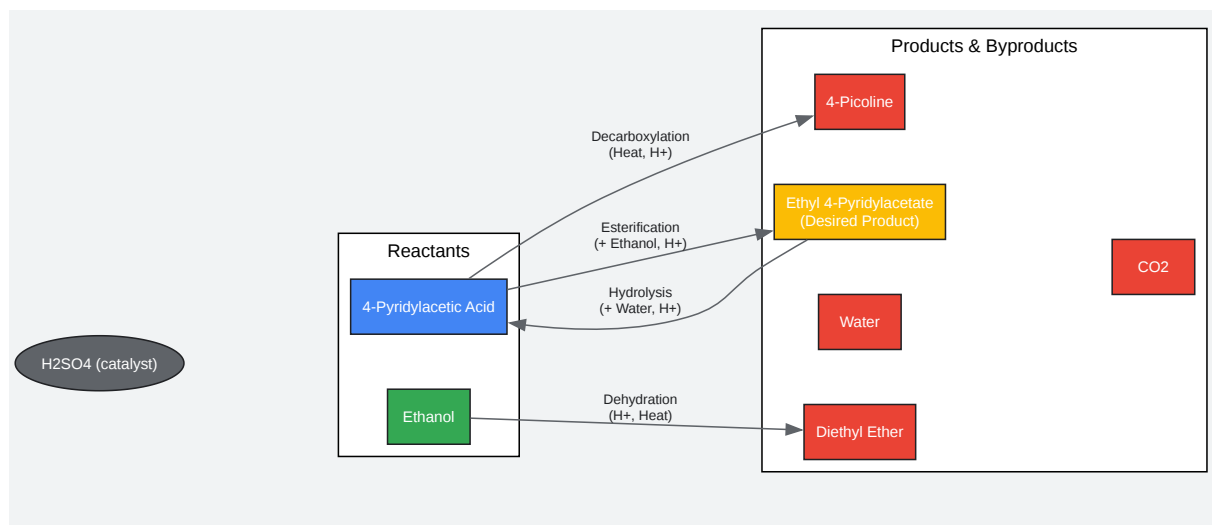 Products & Byproducts
4-Picoline
Decarboxylation
(Heat, H+)
Ethyl 4-Pyridylacetate
(Desired Product)
Esterification
(+ Ethanol, H+)
Reactants
CO2
Hydrolysis
(+ Water, H+)
4-Pyridylacetic Acid
Water
H2SO4 (catalyst)
Dehydration
(H+, Heat)
Ethanol
Diethyl Ether